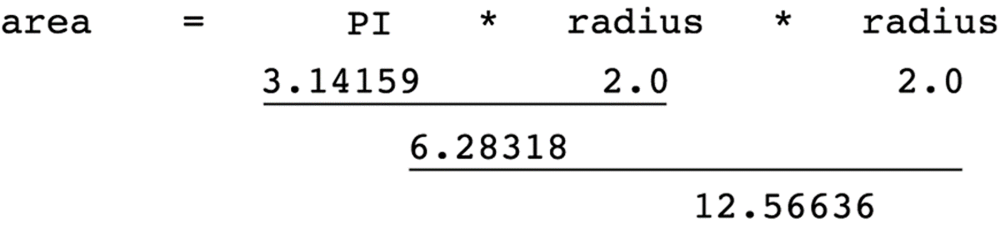 area = PI * radius * radius
3.14159 2.0 2.0
6.28318
12.56636